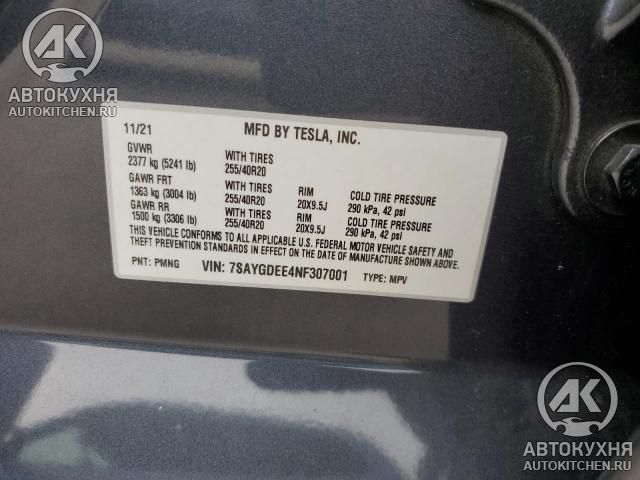 АК
АВТОКУХНЯ
AUTOKITCHEN.RU
11/21 MFD BY TESLA, INC.
GVWR
2377 kg (5241 lb) WITH TIRES 255/40R20
GAWR FRT
1363 kg (3004 lb) WITH TIRES 255/40R20 RIM 20X9.5J COLD TIRE PRESSURE 290 kPa, 42 psi
GAWR RR
1500 kg (3306 lb) WITH TIRES 255/40R20 RIM 20X9.5J COLD TIRE PRESSURE 290 kPa, 42 psi
THIS VEHICLE CONFORMS TO ALL APPLICABLE U.S. FEDERAL MOTOR VEHICLE SAFETY AND
THEFT PREVENTION STANDARDS IN EFFECT ON THE DATE OF MANUFACTURE SHOWN ABOVE.
PNT: PMNG VIN: 7SAYGDEE4NF307001 TYPE: MPV
АК
АВТОКУХНЯ
AUTOKITCHEN.RU